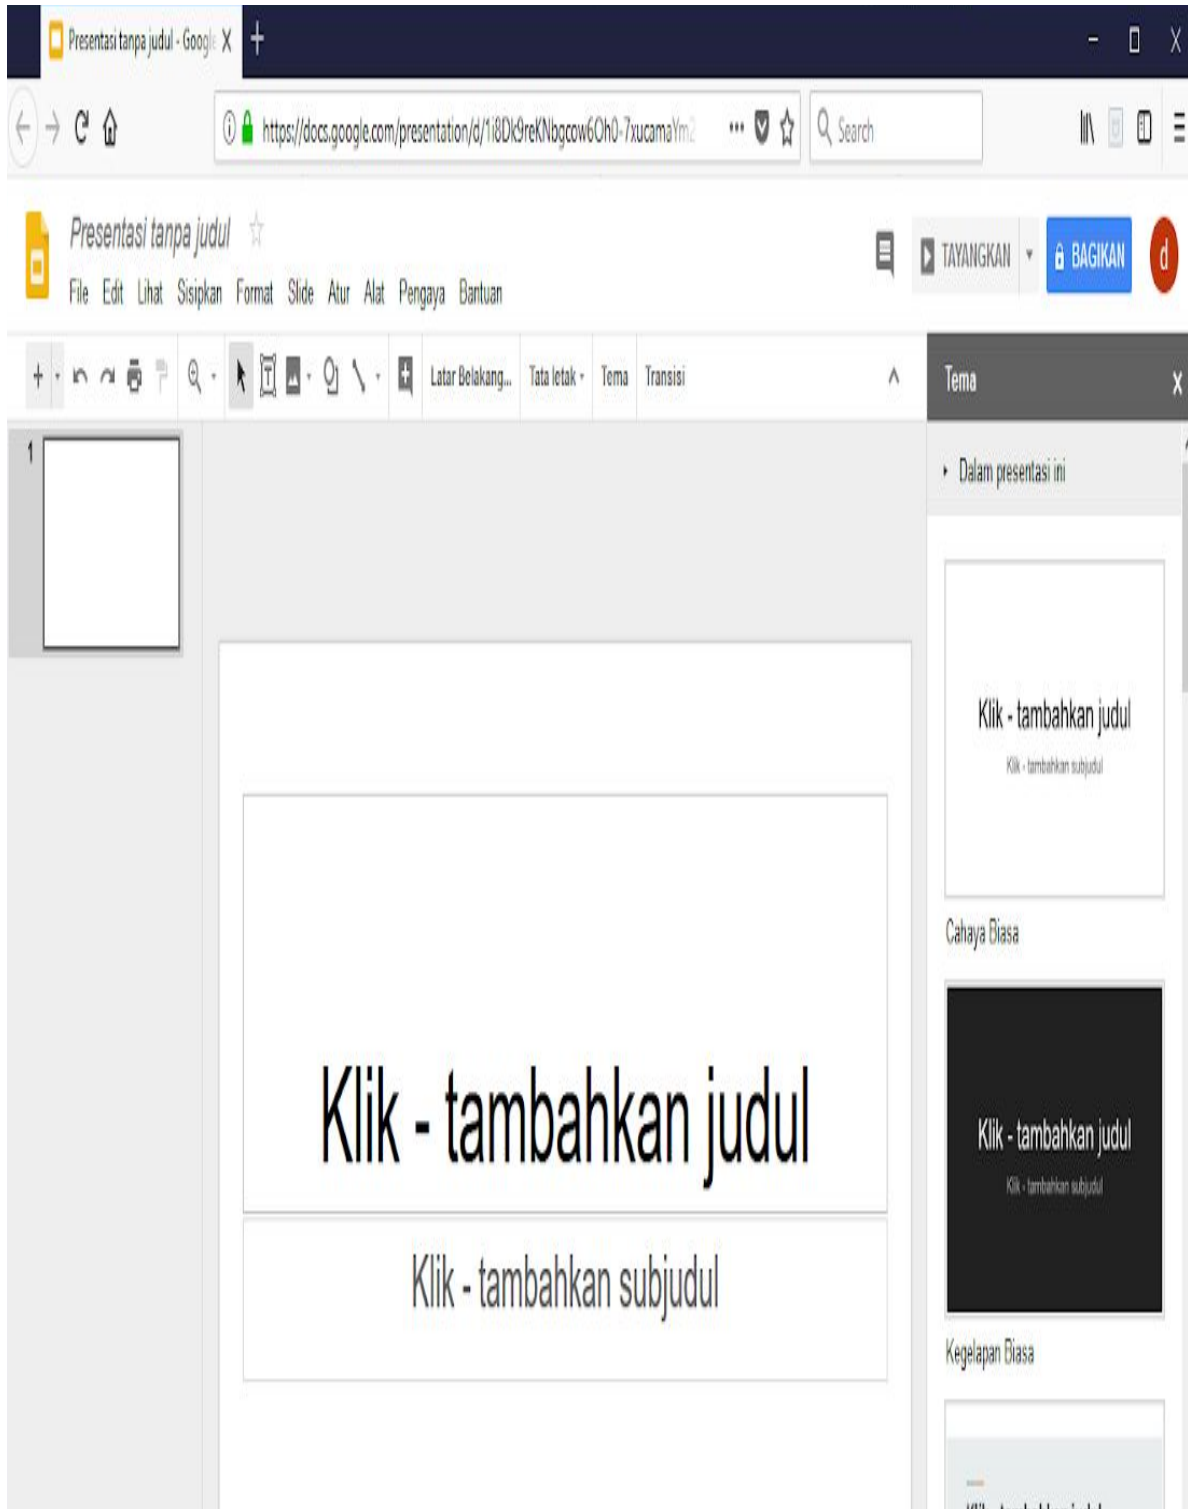 Presentasi tanpa judul - Google
https://docs.google.com/presentation/d/1i8Dk9reKNbgcow6Oh0-7xucamaYm2
Search
Presentasi tanpa judul
File Edit Lihat Sisipkan Format Slide Atur Alat Pengaya Bantuan
TAYANGKAN
BAGIKAN
d
Latar Belakang... Tata letak Tema Transisi
Tema
1
Dalam presentasi ini
Klik - tambahkan judul
Klik - tambahkan subjudul
Cahaya Biasa
Klik - tambahkan judul
Klik - tambahkan subjudul
Kegelapan Biasa
Klik - tambahkan judul
Klik - tambahkan subjudul